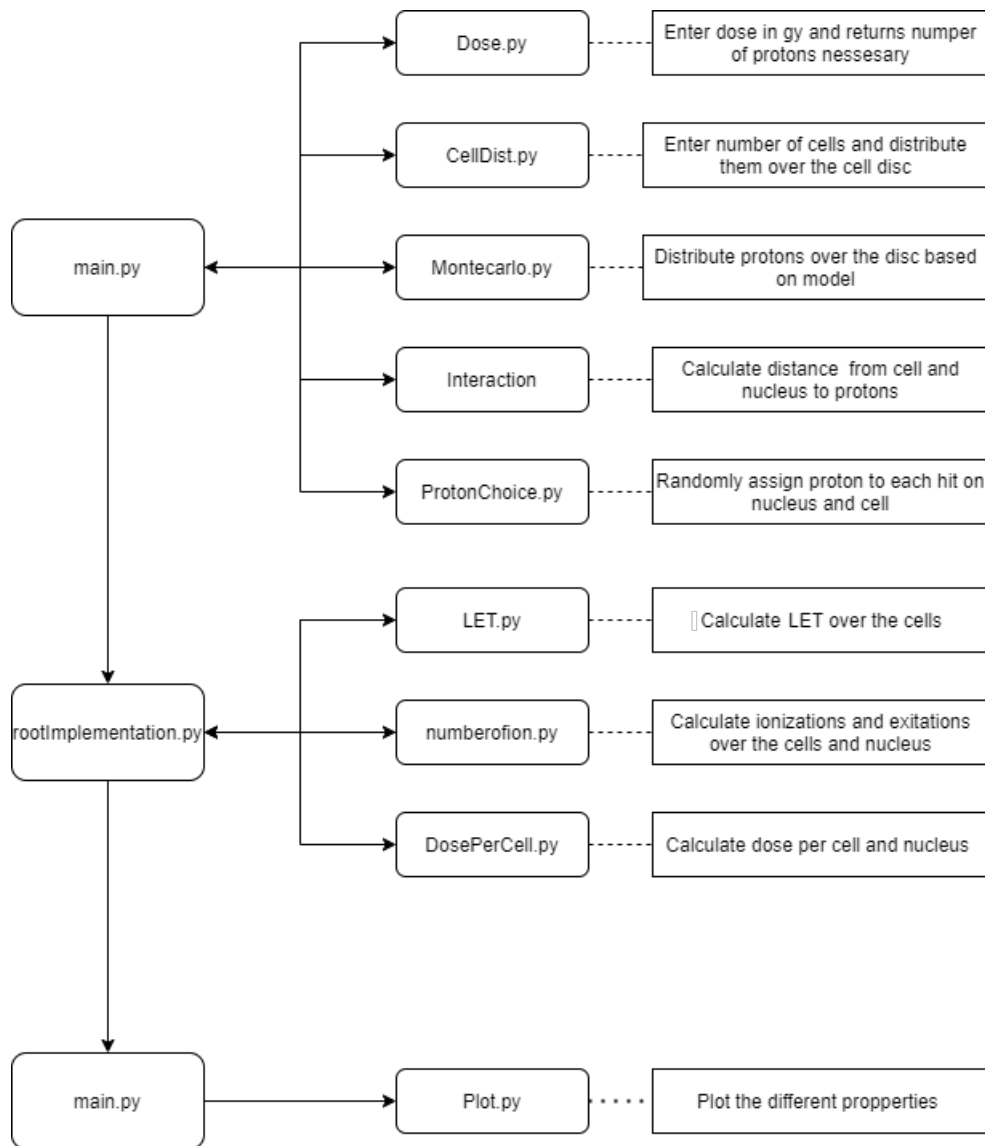 Dose.py
Enter dose in gy and returns numper
of protons nessesary
CellDist.py
Enter number of cells and distribute
them over the cell disc
main.py
Montecarlo.py
Distribute protons over the disc based
on model
Interaction
Calculate distance from cell and
nucleus to protons
ProtonChoice.py
Randomly assign proton to each hit on
nucleus and cell
LET.py
Calculate LET over the cells
rootImplementation.py
numberofion.py
Calculate ionizations and exitations
over the cells and nucleus
DosePerCell.py
Calculate dose per cell and nucleus
main.py
Plot.py
Plot the different propperties